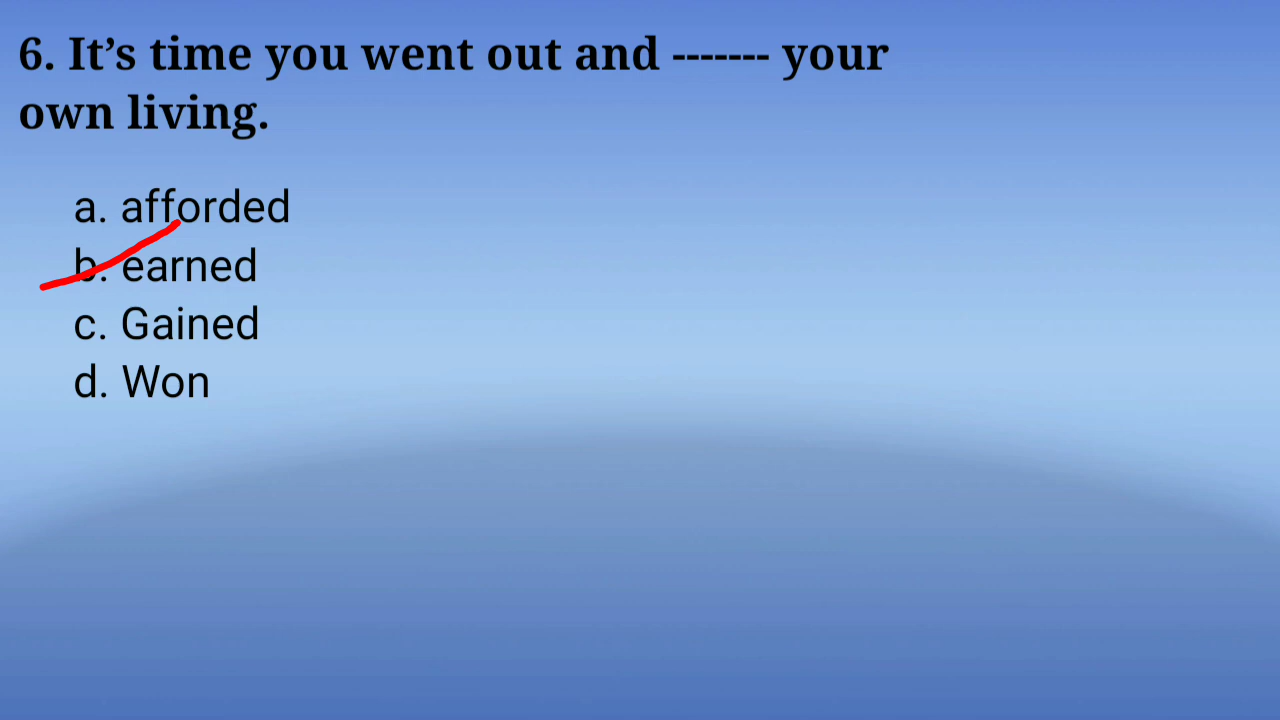 6. It’s time you went out and ------- your
own living.
a. afforded
b. earned
c. Gained
d. Won